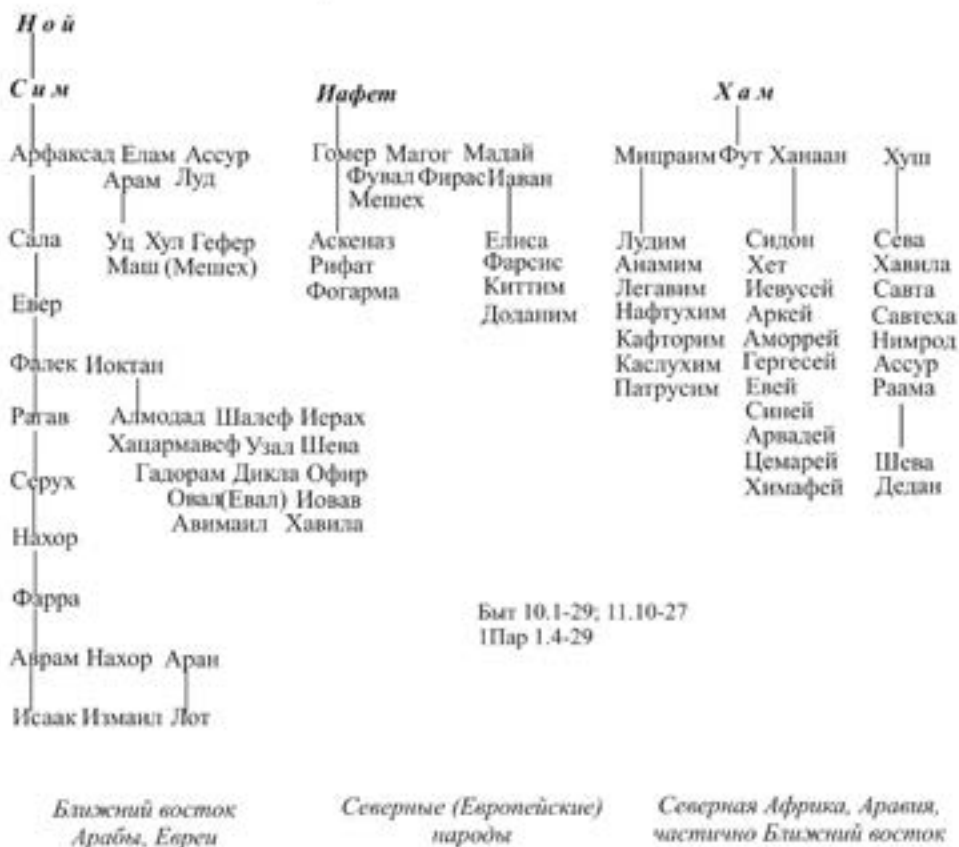 Ной
Сим Иафет Хам
Арфаксад Елам Ассур Гомер Магог Мадай Мицраим Фут Ханаан Хуш
Арам Луд Фувал Фирас Иаван
Мешех
Сала Уц Хул Гефер Аскеназ Елиса Лудим Сидон Сева
Маш (Мешех) Рифат Фарсис Анамим Хет Хавила
Фогарма Киттим Легавим Иевусей Савта
Евер Доданим Нафтухим Аркей Савтеха
Кафторим Аморрей Нимрод
Фалек Иоктан Каслухим Гергесей Ассур
Патрусим Евей Раама
Рагав Алмодад Шалеф Иерах Синей
Хацармавеф Узал Шева Арвадей
Гадорам Дикла Офир Цемарей Шева
Серух Овал(Евал) Иовав Химафей Дедан
Авимаил Хавила
Нахор
Фарра
Быт 10.1-29; 11.10-27
1Пар 1.4-29
Аврам Нахор Аран
Исаак Измаил Лот
Ближний восток Северные (Европейские) Северная Африка, Аравия,
Арабы, Евреи народы частично Ближний восток